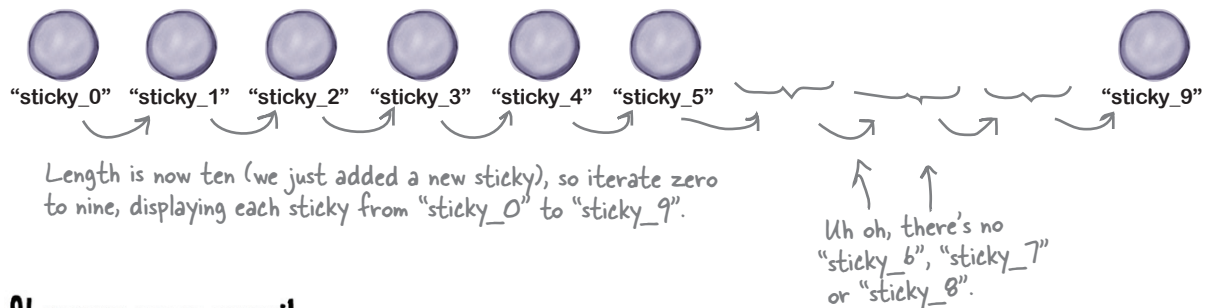 “sticky_0” “sticky_1” “sticky_2” “sticky_3” “sticky_4” “sticky_5” “sticky_9”
Length is now ten (we just added a new sticky), so iterate zero
to nine, displaying each sticky from “sticky_0” to “sticky_9”.
Uh oh, there's no
“sticky_6”, “sticky_7”
or “sticky_8”.